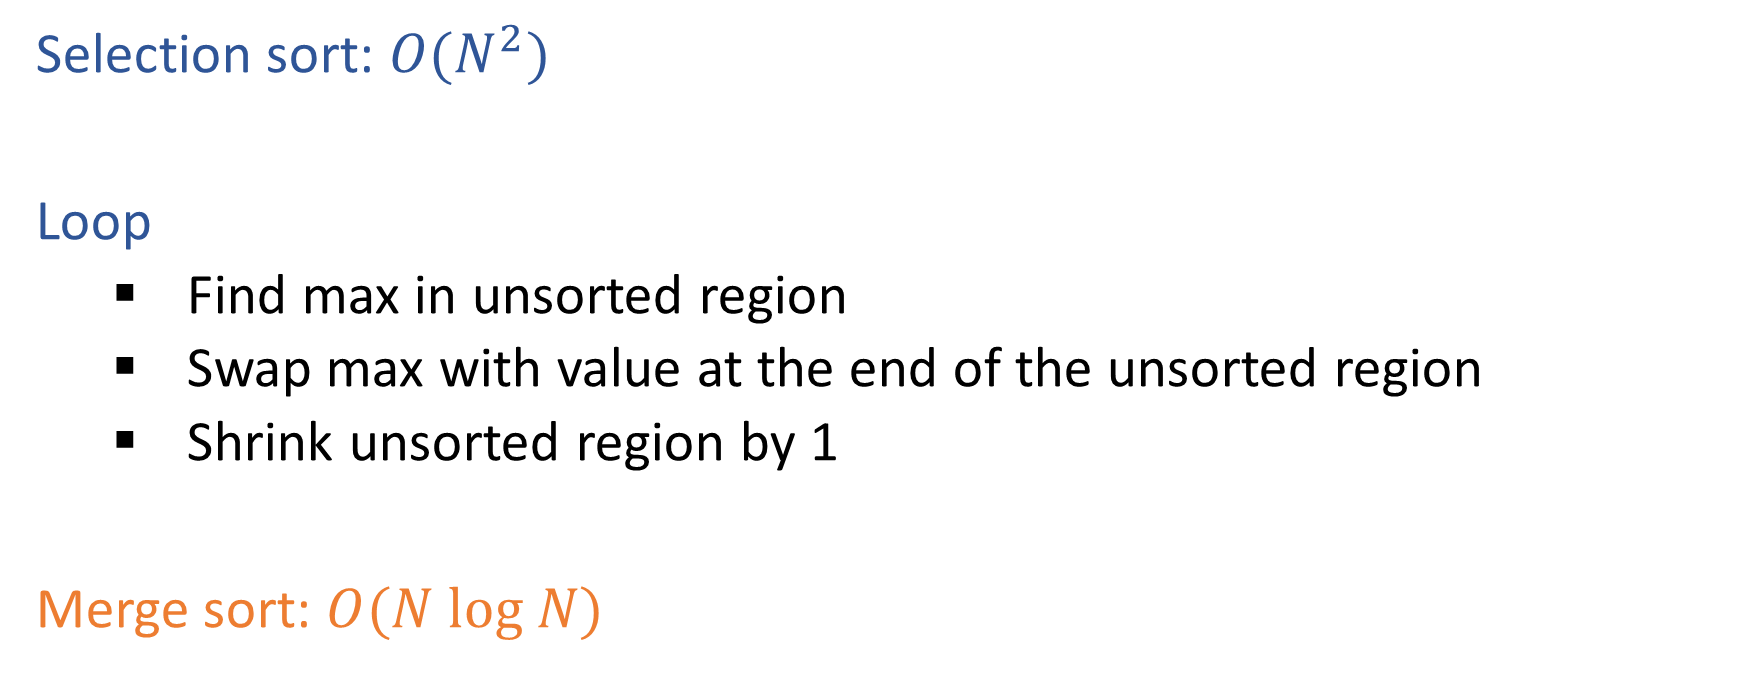 Selection sort: O(N²)
Loop
▪ Find max in unsorted region
▪ Swap max with value at the end of the unsorted region
▪ Shrink unsorted region by 1
Merge sort: O(N log N)